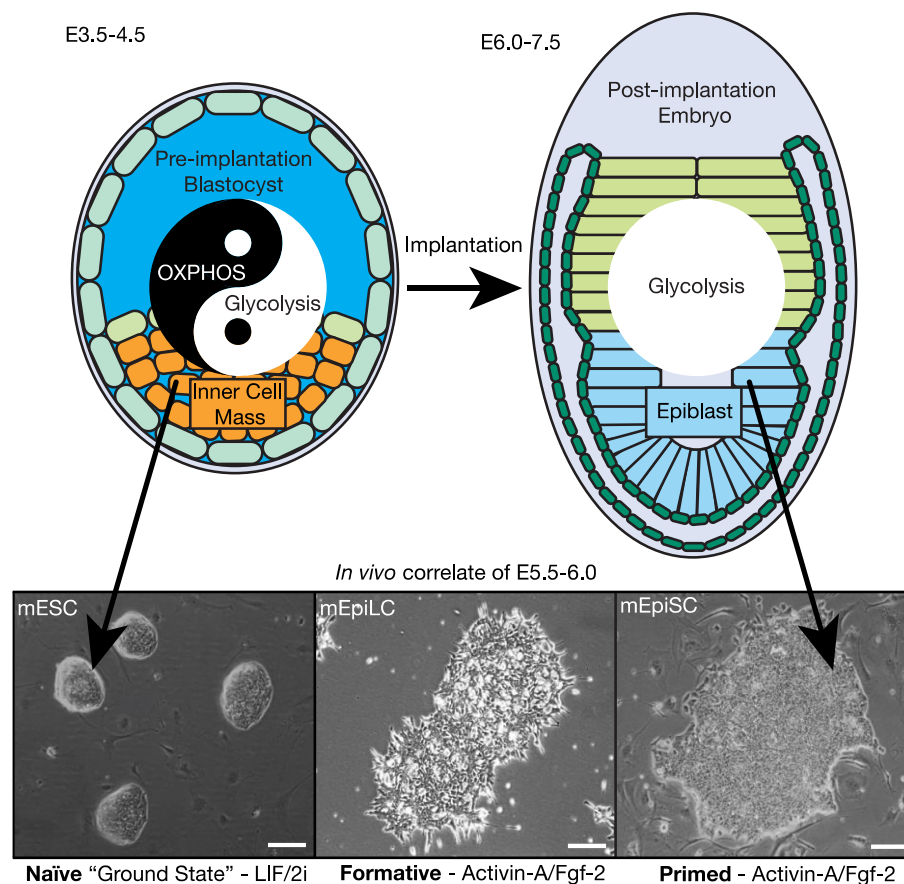 E3.5-4.5
E6.0-7.5
Pre-implantation
Blastocyst
OXPHOS
Glycolysis
Inner Cell
Mass
Implantation
Post-implantation
Embryo
Glycolysis
Epiblast
In vivo correlate of E5.5-6.0
mESC
mEpiLC
mEpiSC
Naïve “Ground State” - LIF/2i
Formative - Activin-A/Fgf-2
Primed - Activin-A/Fgf-2